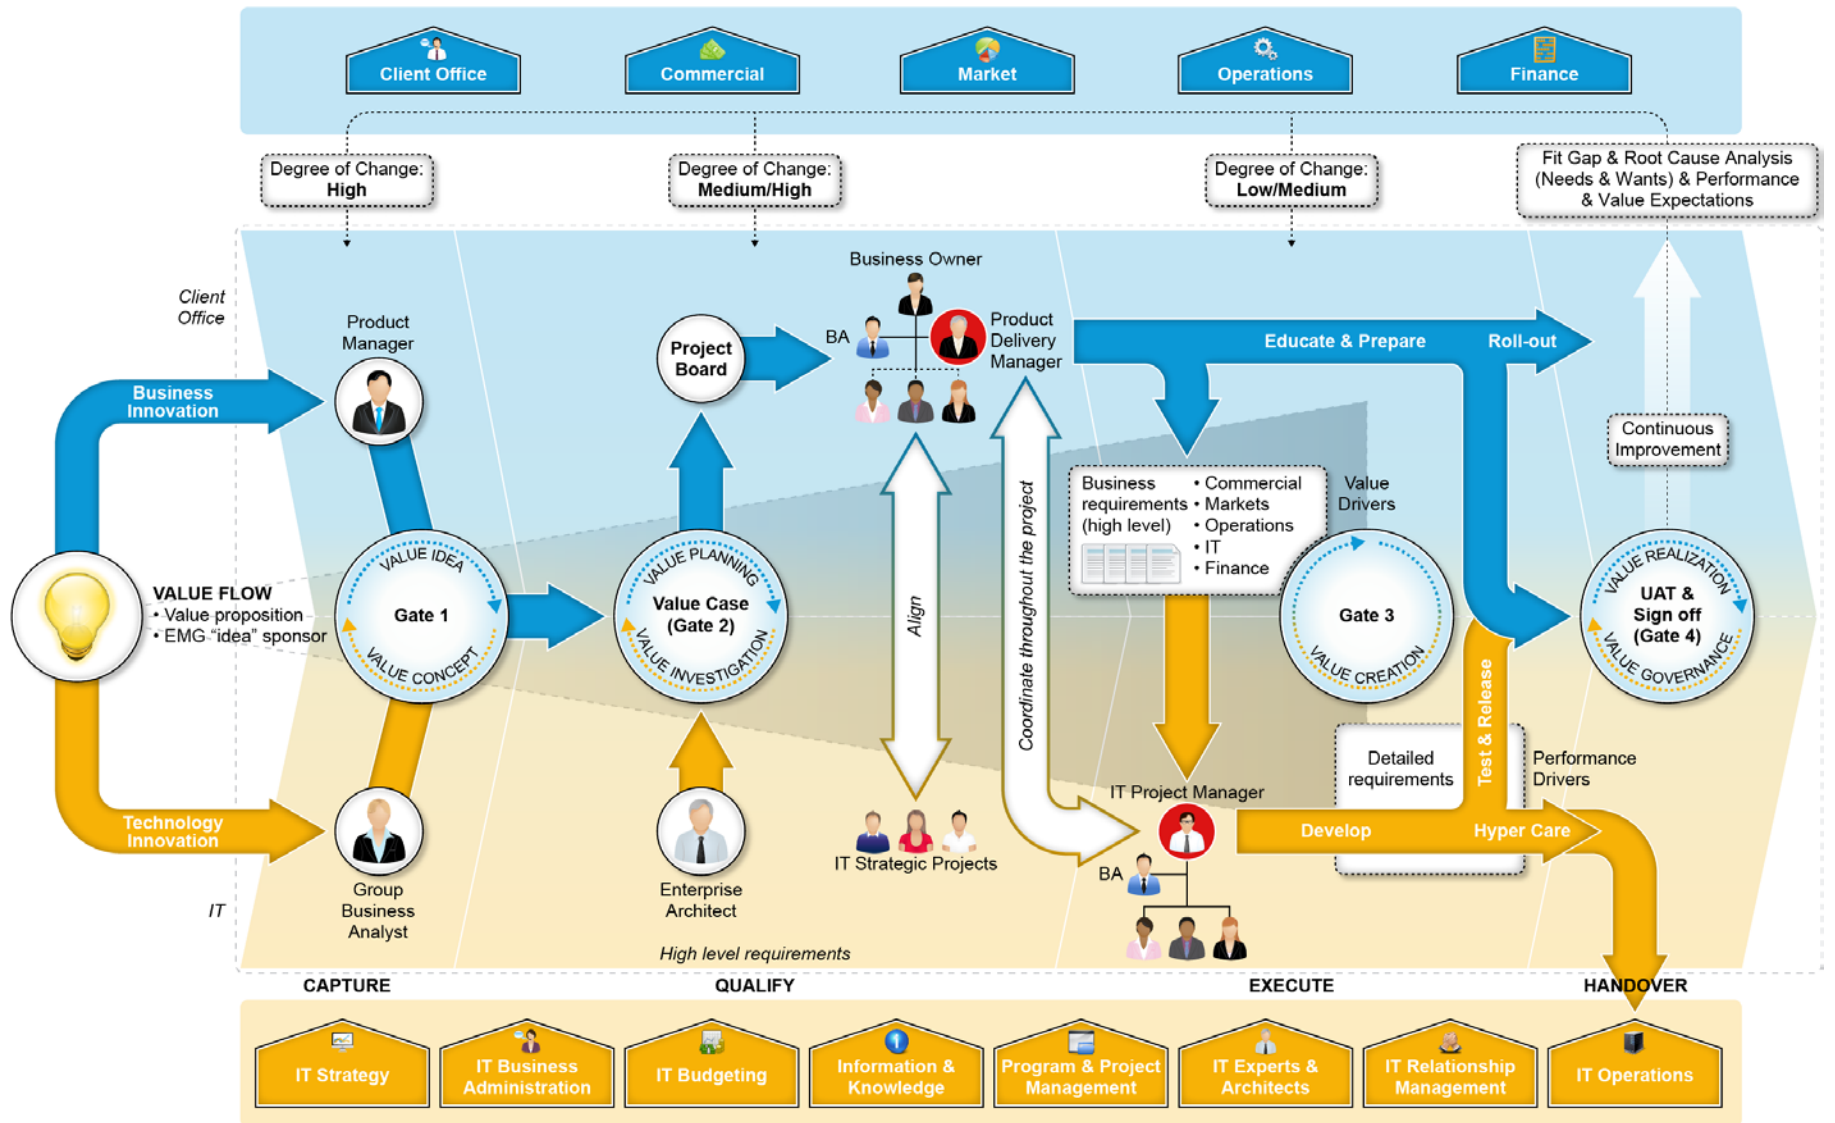 Client Office
Commercial
Market
Operations
Finance
Degree of Change:
High
Degree of Change:
Medium/High
Degree of Change:
Low/Medium
Fit Gap & Root Cause Analysis
(Needs & Wants) & Performance
& Value Expectations
Client
Office
Product
Manager
Business
Innovation
Project
Board
Business Owner
BA
Product
Delivery
Manager
Educate & Prepare
Roll-out
Continuous
Improvement
Business
requirements
(high level)
• Commercial
• Markets
• Operations
• IT
• Finance
Value
Drivers
VALUE FLOW
• Value proposition
• EMG “idea” sponsor
VALUE IDEA
Gate 1
VALUE CONCEPT
VALUE PLANNING
Value Case
(Gate 2)
VALUE INVESTIGATION
Align
Coordinate throughout the project
Gate 3
VALUE CREATION
VALUE REALIZATION
UAT &
Sign off
(Gate 4)
VALUE GOVERNANCE
Test & Release
Detailed
requirements
Performance
Drivers
Technology
Innovation
Group
Business
Analyst
Enterprise
Architect
IT Strategic Projects
IT Project Manager
BA
Develop
Hyper Care
IT
High level requirements
CAPTURE
QUALIFY
EXECUTE
HANDOVER
IT Strategy
IT Business
Administration
IT Budgeting
Information &
Knowledge
Program & Project
Management
IT Experts &
Architects
IT Relationship
Management
IT Operations